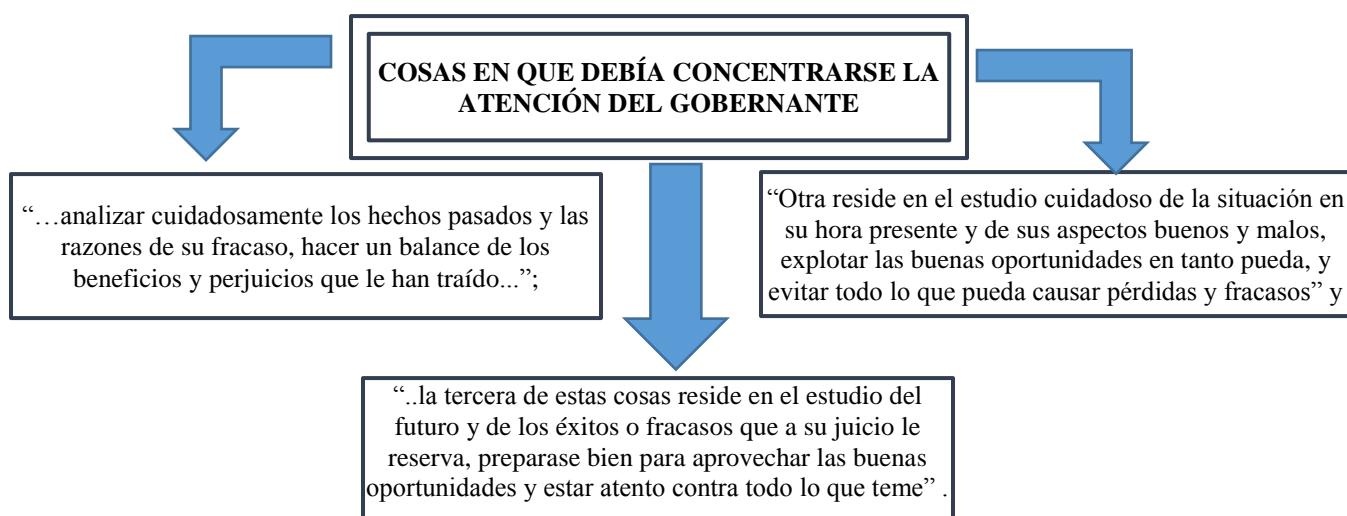 COSAS EN QUE DEBÍA CONCENTRARSE LA
ATENCIÓN DEL GOBERNANTE
“…analizar cuidadosamente los hechos pasados y las
razones de su fracaso, hacer un balance de los
beneficios y perjuicios que le han traído...”;
“Otra reside en el estudio cuidadoso de la situación en
su hora presente y de sus aspectos buenos y malos,
explotar las buenas oportunidades en tanto pueda, y
evitar todo lo que pueda causar pérdidas y fracasos” y
“..la tercera de estas cosas reside en el estudio del
futuro y de los éxitos o fracasos que a su juicio le
reserva, preparase bien para aprovechar las buenas
oportunidades y estar atento contra todo lo que teme” .